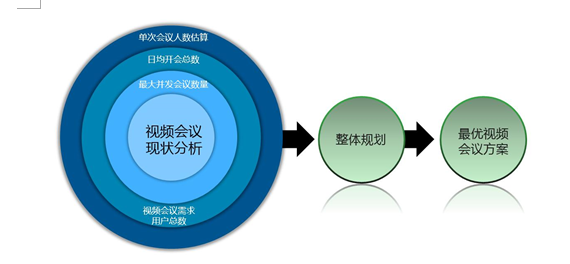 单次会议人数估算
日均开会总数
最大并发会议数量
视频会议
现状分析
视频会议需求
用户总数
整体规划
最优视频
会议方案